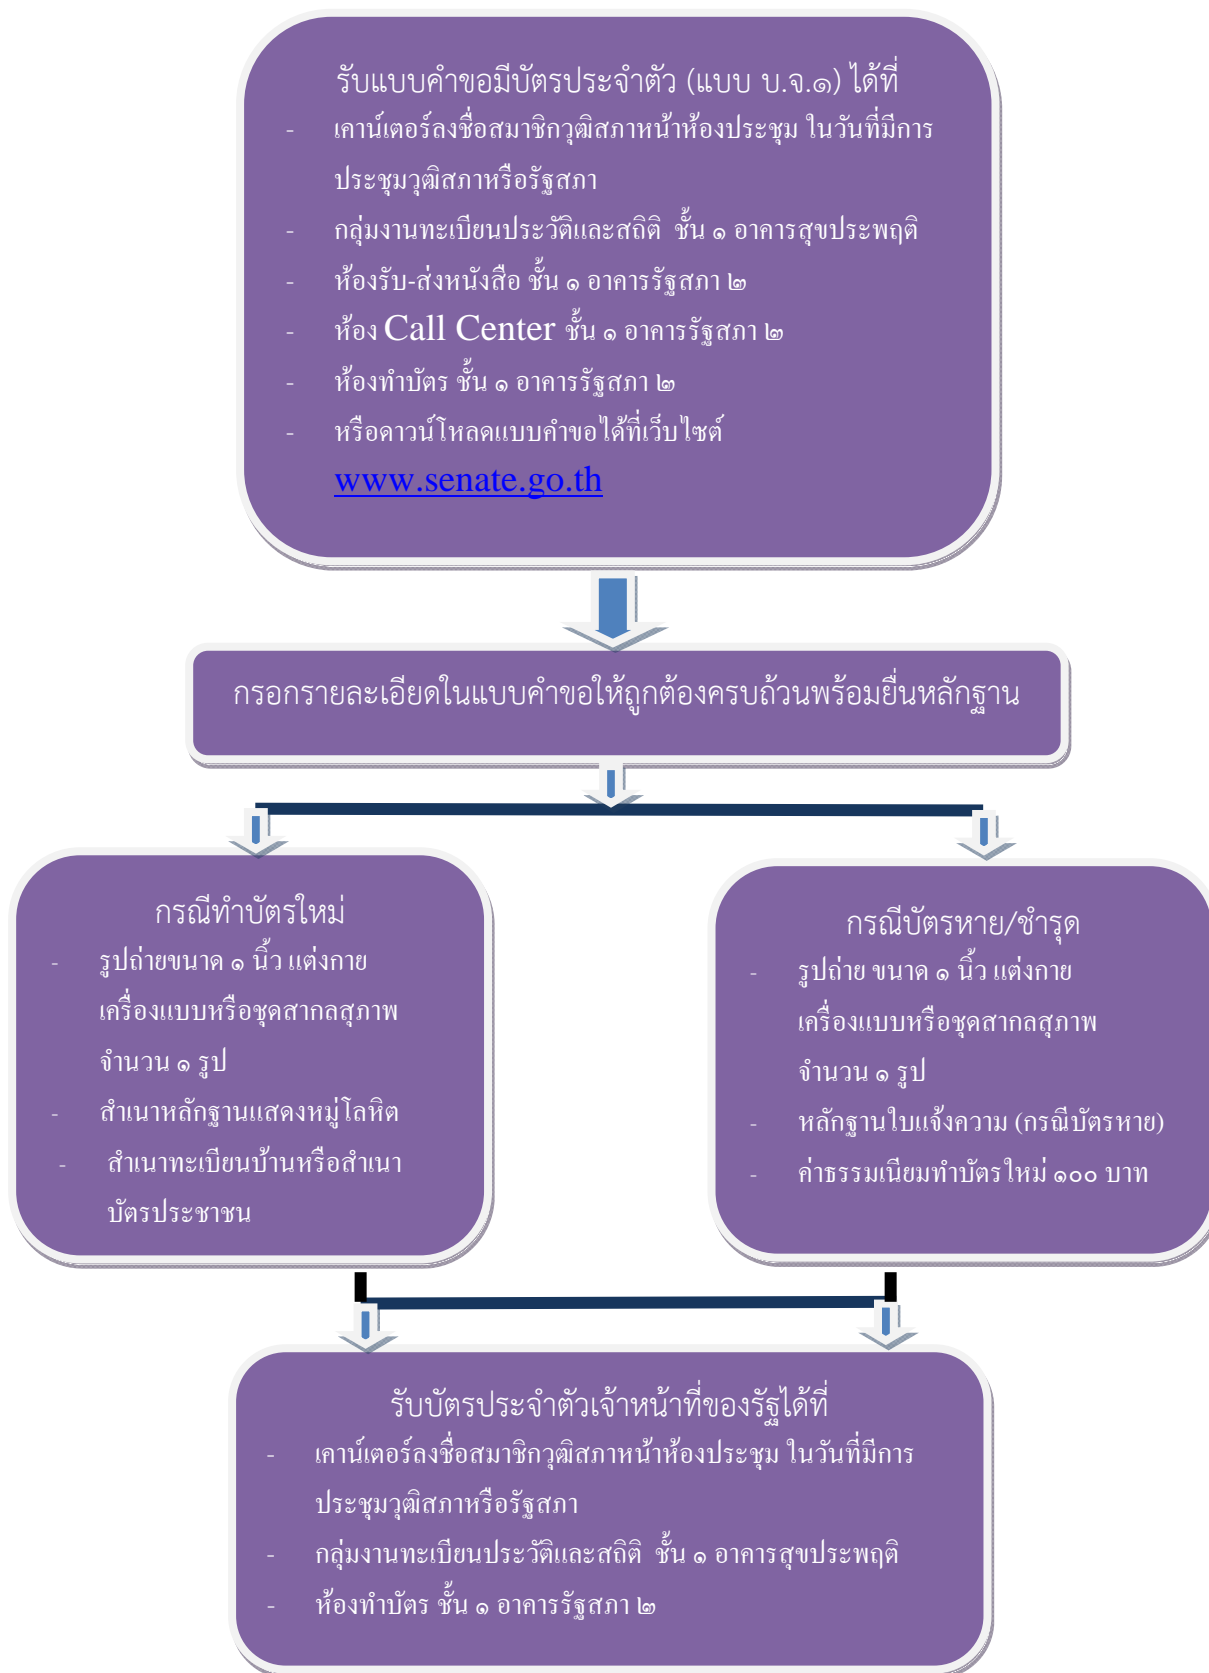 รับแบบคำขอมีบัตรประจำตัว (แบบ บ.จ.๑) ได้ที่
- เคาน์เตอร์ลงชื่อสมาชิกวุฒิสภาหน้าห้องประชุม ในวันที่มีการ
ประชุมวุฒิสภาหรือรัฐสภา
- กลุ่มงานทะเบียนประวัติและสถิติ ชั้น ๑ อาคารสุขประพฤติ
- ห้องรับ-ส่งหนังสือ ชั้น ๑ อาคารรัฐสภา ๒
- ห้อง Call Center ชั้น ๑ อาคารรัฐสภา ๒
- ห้องทำบัตร ชั้น ๑ อาคารรัฐสภา ๒
- หรือดาวน์โหลดแบบคำขอได้ที่เว็บไซต์
www.senate.go.th
กรอกรายละเอียดในแบบคำขอให้ถูกต้องครบถ้วนพร้อมยื่นหลักฐาน
กรณีทำบัตรใหม่
- รูปถ่ายขนาด ๑ นิ้ว แต่งกาย
เครื่องแบบหรือชุดสากลสุภาพ
จำนวน ๑ รูป
- สำเนาหลักฐานแสดงหมู่โลหิต
- สำเนาทะเบียนบ้านหรือสำเนา
บัตรประชาชน
กรณีบัตรหาย/ชำรุด
- รูปถ่าย ขนาด ๑ นิ้ว แต่งกาย
เครื่องแบบหรือชุดสากลสุภาพ
จำนวน ๑ รูป
- หลักฐานใบแจ้งความ (กรณีบัตรหาย)
- ค่าธรรมเนียมทำบัตรใหม่ ๑๐๐ บาท
รับบัตรประจำตัวเจ้าหน้าที่ของรัฐได้ที่
- เคาน์เตอร์ลงชื่อสมาชิกวุฒิสภาหน้าห้องประชุม ในวันที่มีการ
ประชุมวุฒิสภาหรือรัฐสภา
- กลุ่มงานทะเบียนประวัติและสถิติ ชั้น ๑ อาคารสุขประพฤติ
- ห้องทำบัตร ชั้น ๑ อาคารรัฐสภา ๒